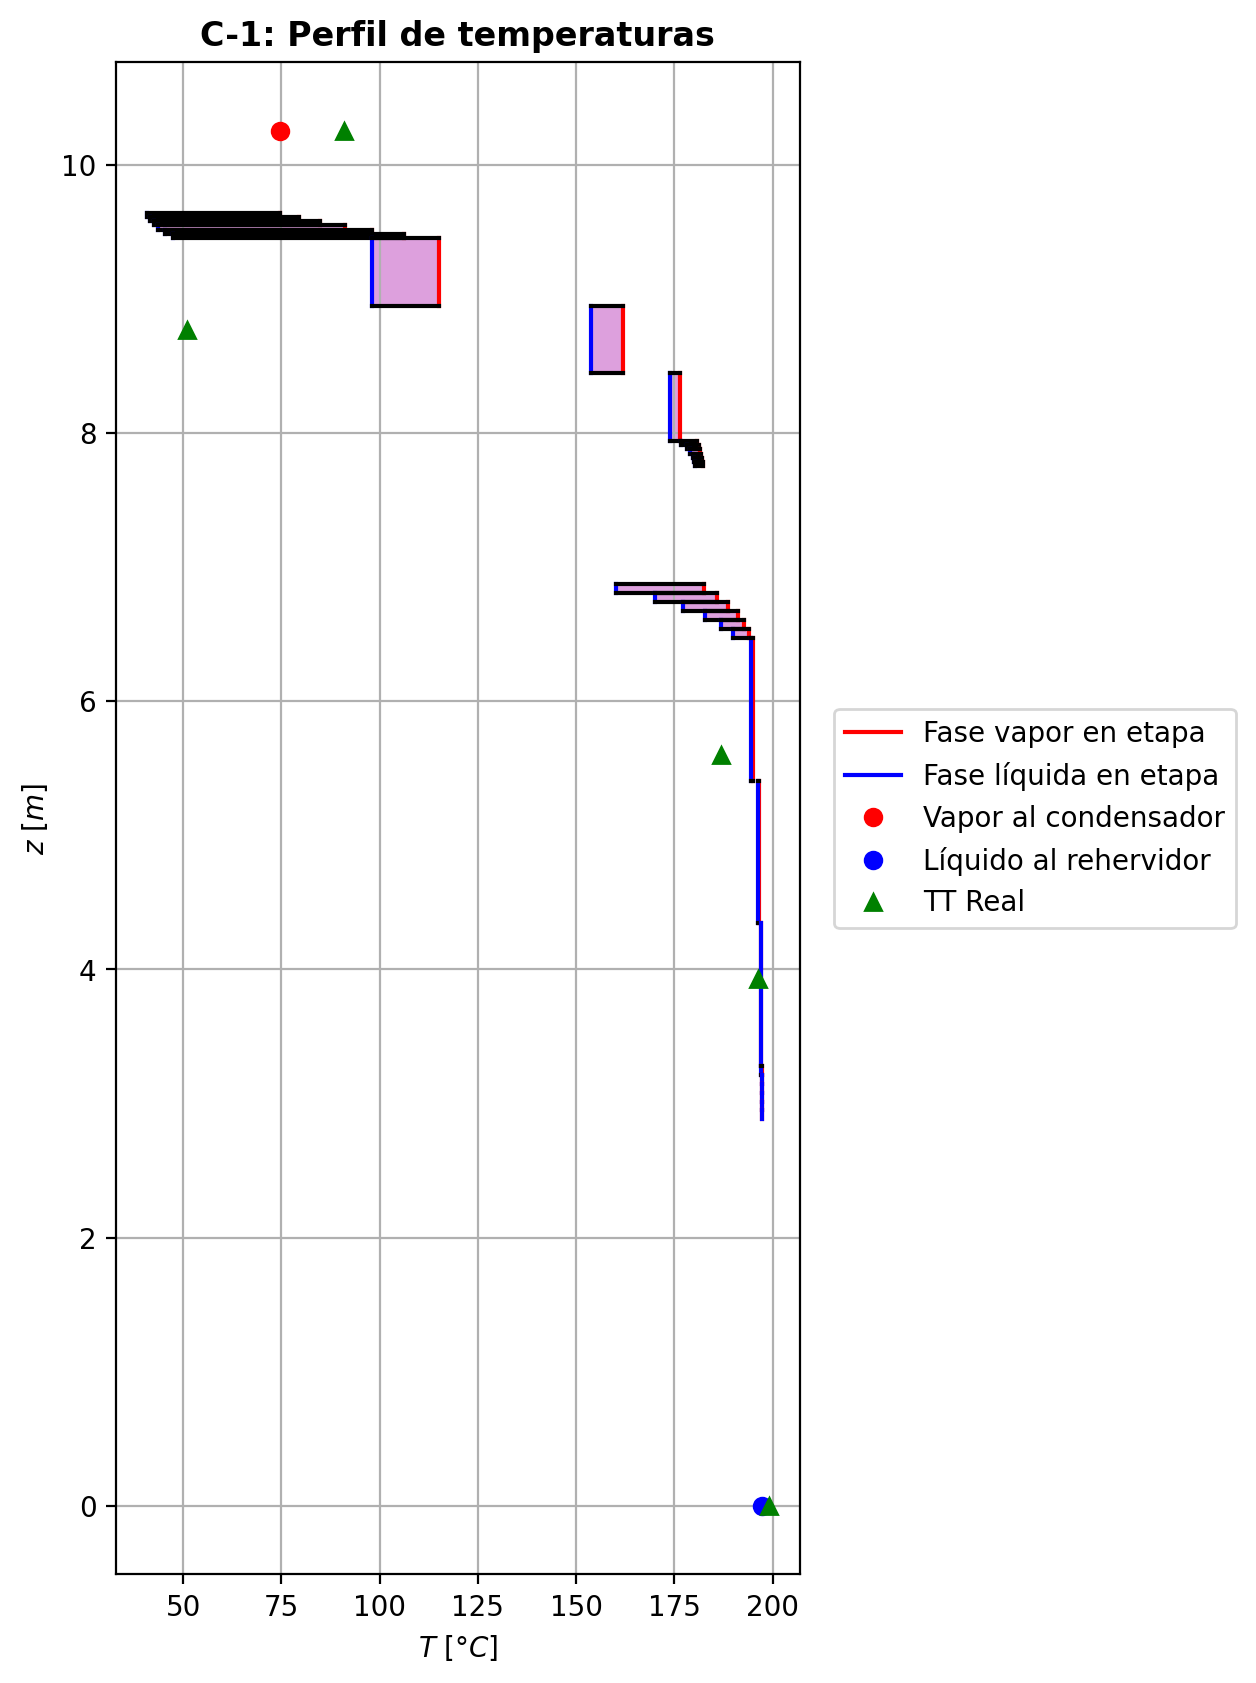 C-1: Perfil de temperaturas
10
8
6
4
2
0
z [m]
50 75 100 125 150 175 200
T [°C]
Fase vapor en etapa
Fase líquida en etapa
Vapor al condensador
Líquido al rehervidor
TT Real